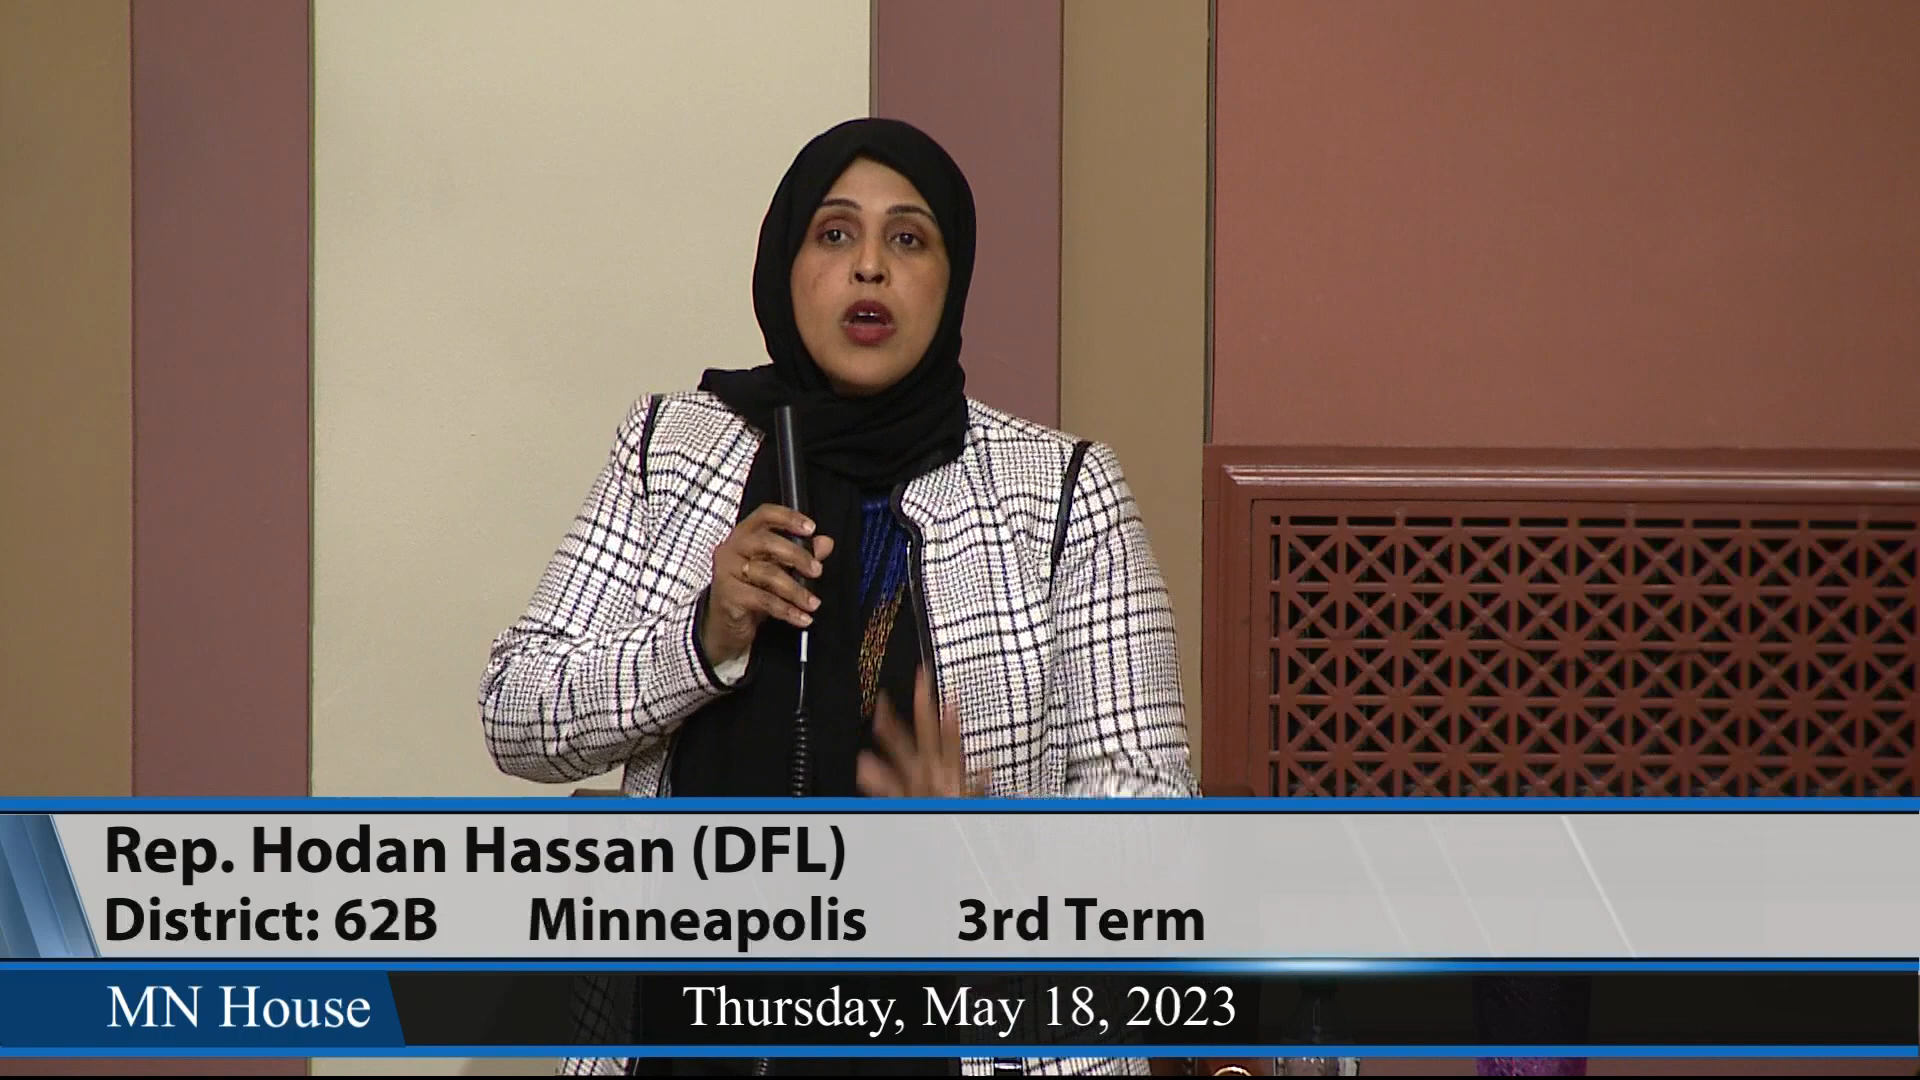 Rep. Hodan Hassan (DFL)
District: 62B Minneapolis 3rd Term
MN House Thursday, May 18, 2023